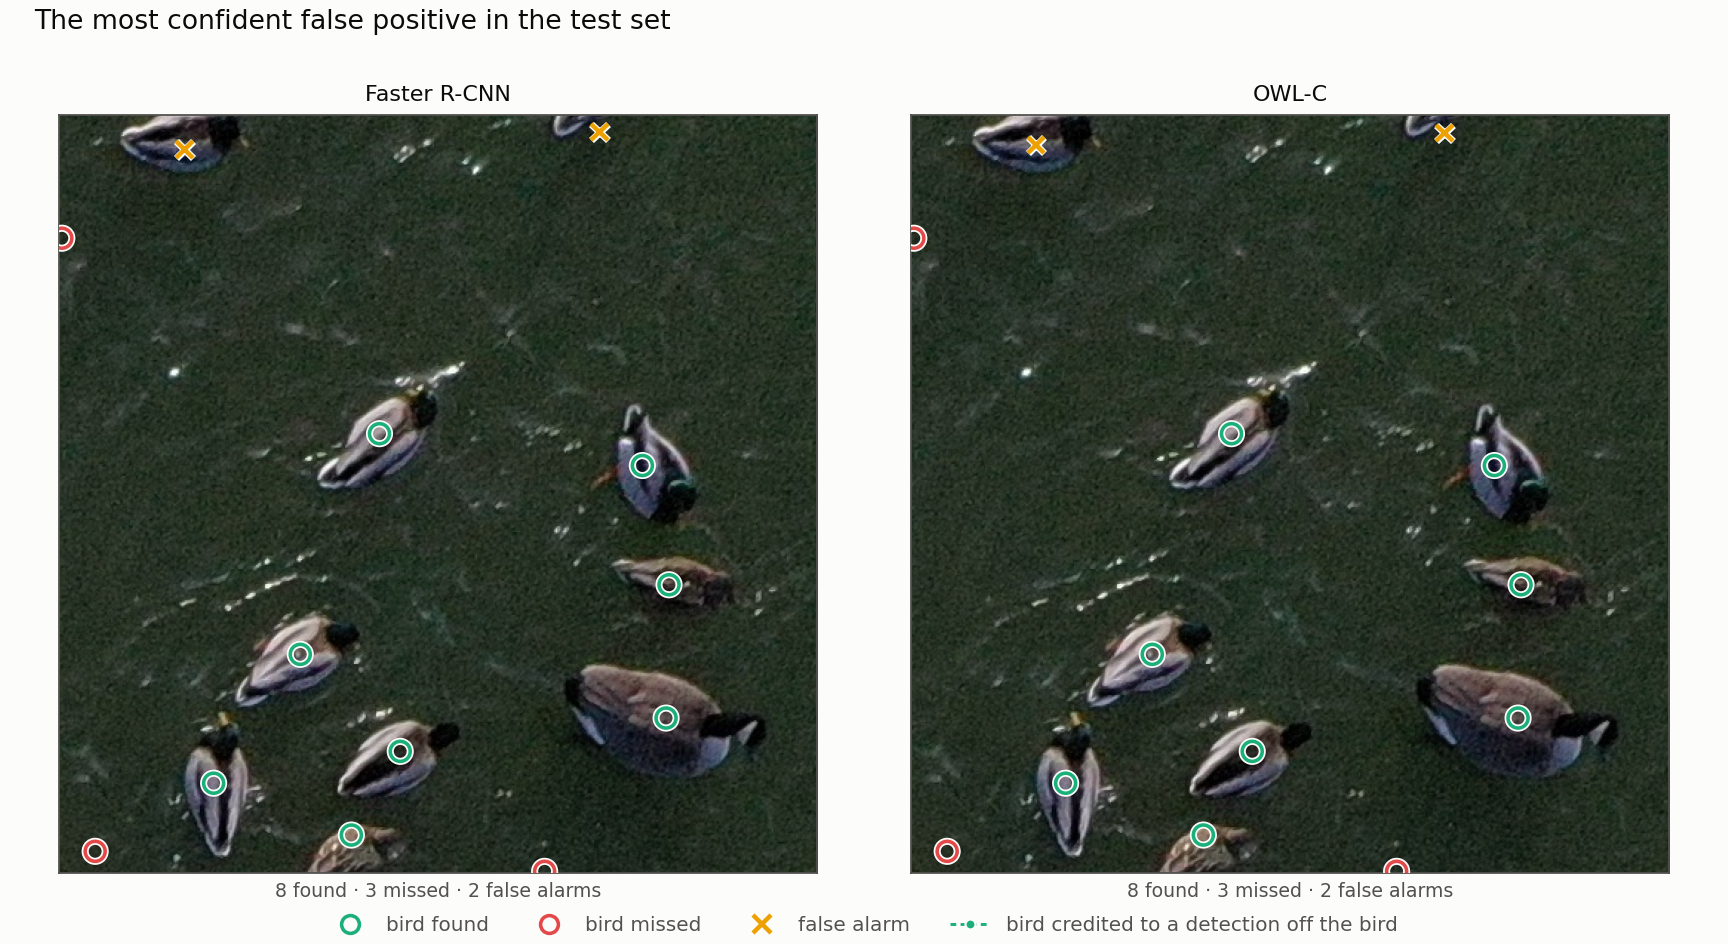 The most confident false positive in the test set
Faster R-CNN
OWL-C
8 found · 3 missed · 2 false alarms
8 found · 3 missed · 2 false alarms
bird found
bird missed
false alarm
bird credited to a detection off the bird